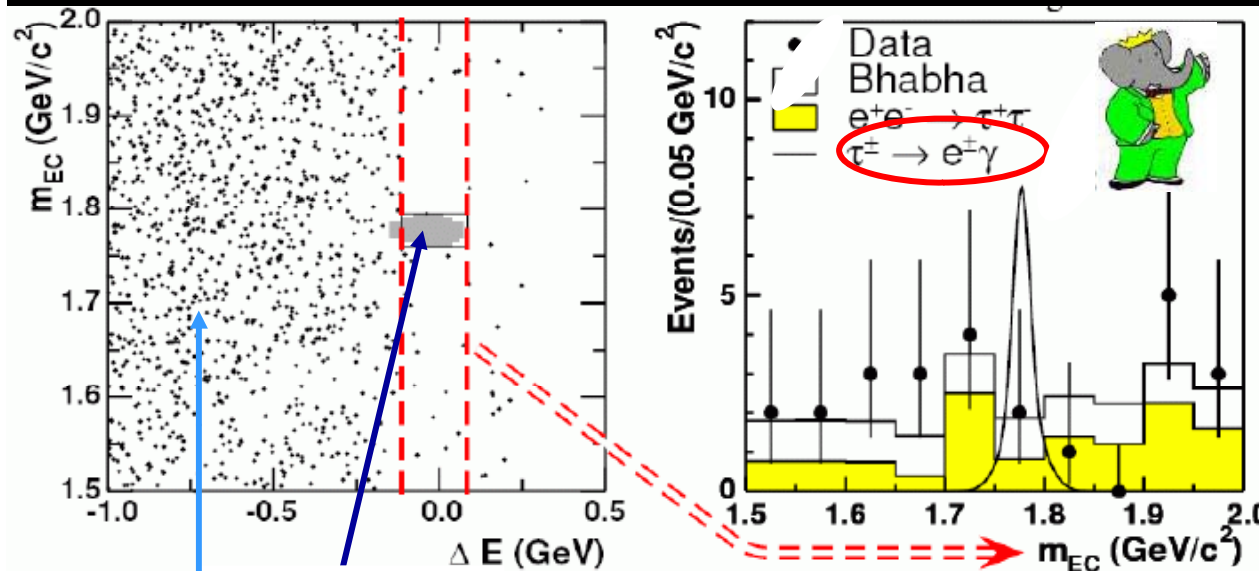 m_EC (GeV/c²)
2.0
1.9
1.8
1.7
1.6
1.5
-1.0
-0.5
0.0
0.5
Δ E (GeV)
Events/(0.05 GeV/c²)
10
5
0
Data
Bhabha
e⁺e⁻ → τ⁺τ⁻
τ± → e±γ
1.5
1.6
1.7
1.8
1.9
2.0
m_EC (GeV/c²)